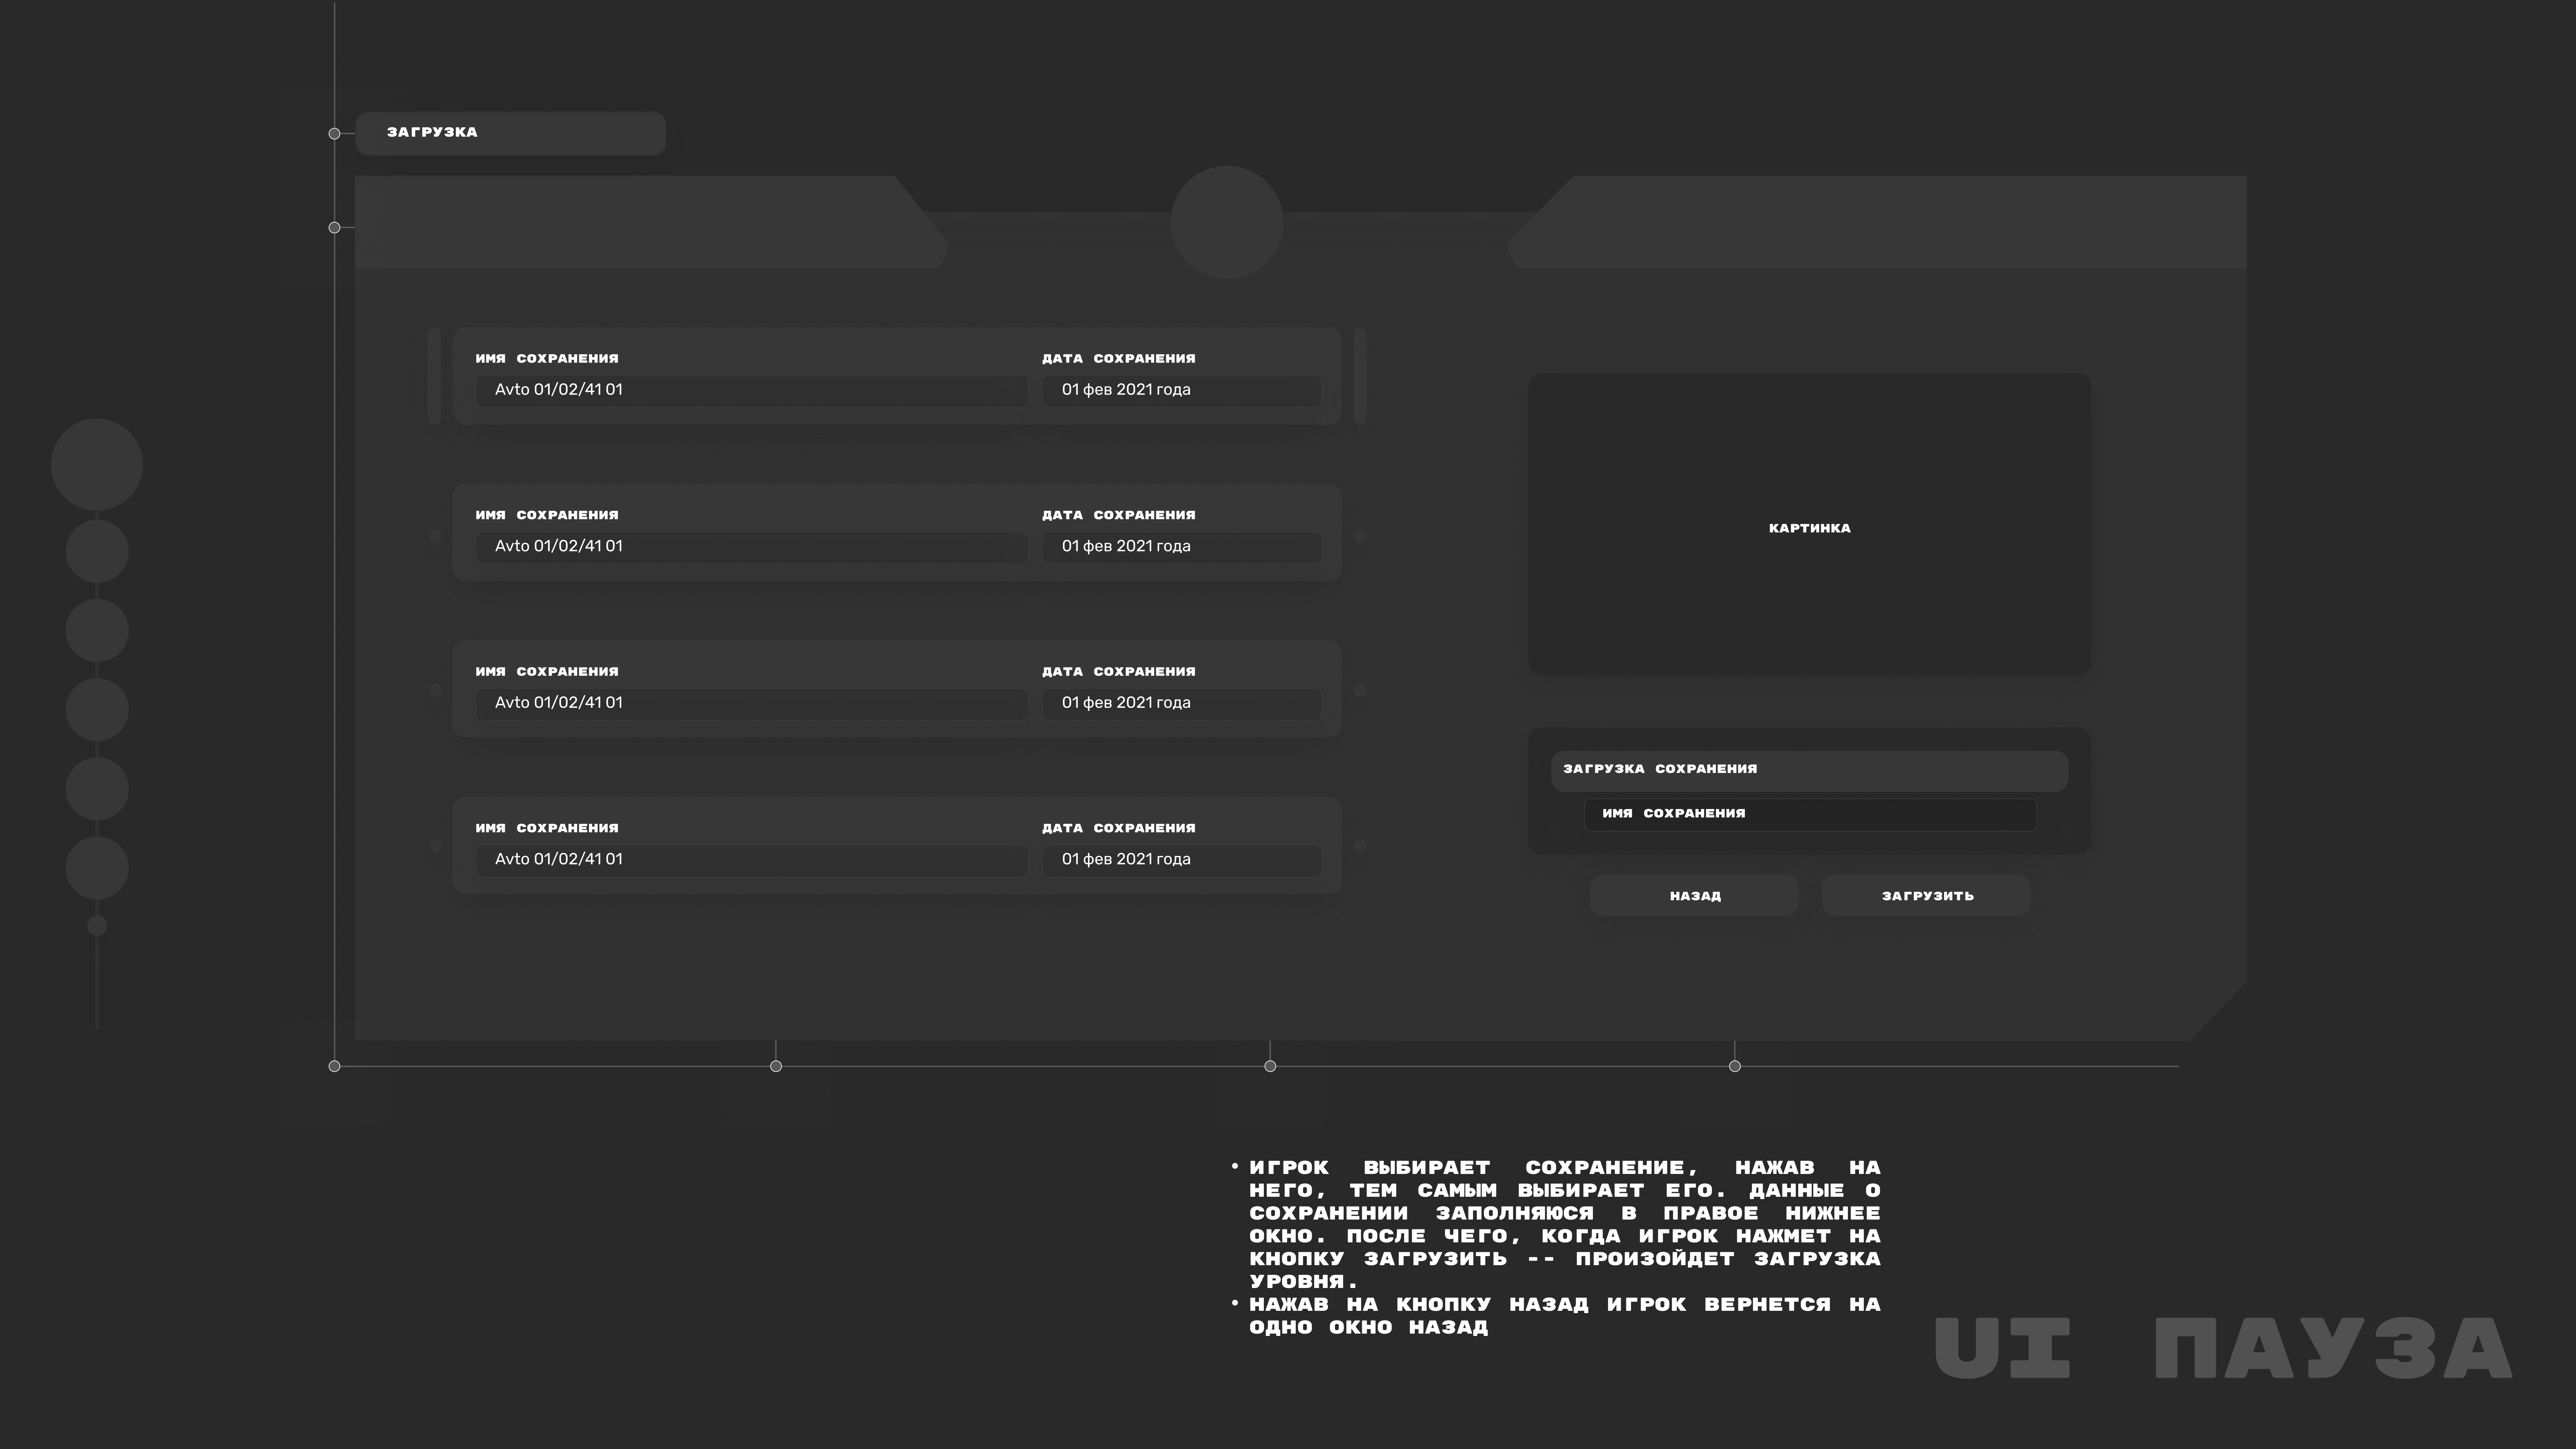 ЗАГРУЗКА
ИМЯ СОХРАНЕНИЯ ДАТА СОХРАНЕНИЯ
Avto 01/02/41 01 01 фев 2021 года
ИМЯ СОХРАНЕНИЯ ДАТА СОХРАНЕНИЯ
Avto 01/02/41 01 01 фев 2021 года
ИМЯ СОХРАНЕНИЯ ДАТА СОХРАНЕНИЯ
Avto 01/02/41 01 01 фев 2021 года
ИМЯ СОХРАНЕНИЯ ДАТА СОХРАНЕНИЯ
Avto 01/02/41 01 01 фев 2021 года
КАРТИНКА
ЗАГРУЗКА СОХРАНЕНИЯ
ИМЯ СОХРАНЕНИЯ
НАЗАД ЗАГРУЗИТЬ
• ИГРОК ВЫБИРАЕТ СОХРАНЕНИЕ, НАЖАВ НА
НЕГО, ТЕМ САМЫМ ВЫБИРАЕТ ЕГО. ДАННЫЕ О
СОХРАНЕНИИ ЗАПОЛНЯЮСЯ В ПРАВОЕ НИЖНЕЕ
ОКНО. ПОСЛЕ ЧЕГО, КОГДА ИГРОК НАЖМЕТ НА
КНОПКУ ЗАГРУЗИТЬ -- ПРОИЗОЙДЕТ ЗАГРУЗКА
УРОВНЯ.
• НАЖАВ НА КНОПКУ НАЗАД ИГРОК ВЕРНЕТСЯ НА
ОДНО ОКНО НАЗАД
UI ПАУЗА